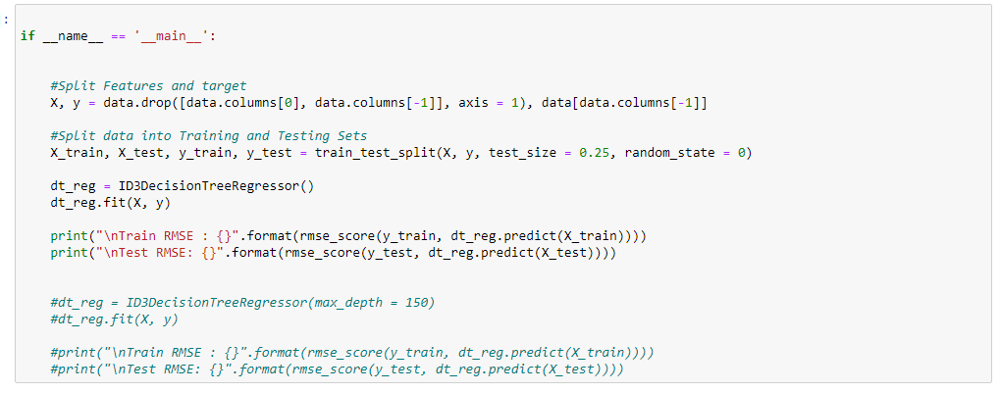 :
if __name__ == '__main__':
#Split Features and target
X, y = data.drop([data.columns[0], data.columns[-1]], axis = 1), data[data.columns[-1]]
#Split data into Training and Testing Sets
X_train, X_test, y_train, y_test = train_test_split(X, y, test_size = 0.25, random_state = 0)
dt_reg = ID3DecisionTreeRegressor()
dt_reg.fit(X, y)
print("\nTrain RMSE : {}".format(rmse_score(y_train, dt_reg.predict(X_train))))
print("\nTest RMSE: {}".format(rmse_score(y_test, dt_reg.predict(X_test))))
#dt_reg = ID3DecisionTreeRegressor(max_depth = 150)
#dt_reg.fit(X, y)
#print("\nTrain RMSE : {}".format(rmse_score(y_train, dt_reg.predict(X_train))))
#print("\nTest RMSE: {}".format(rmse_score(y_test, dt_reg.predict(X_test))))